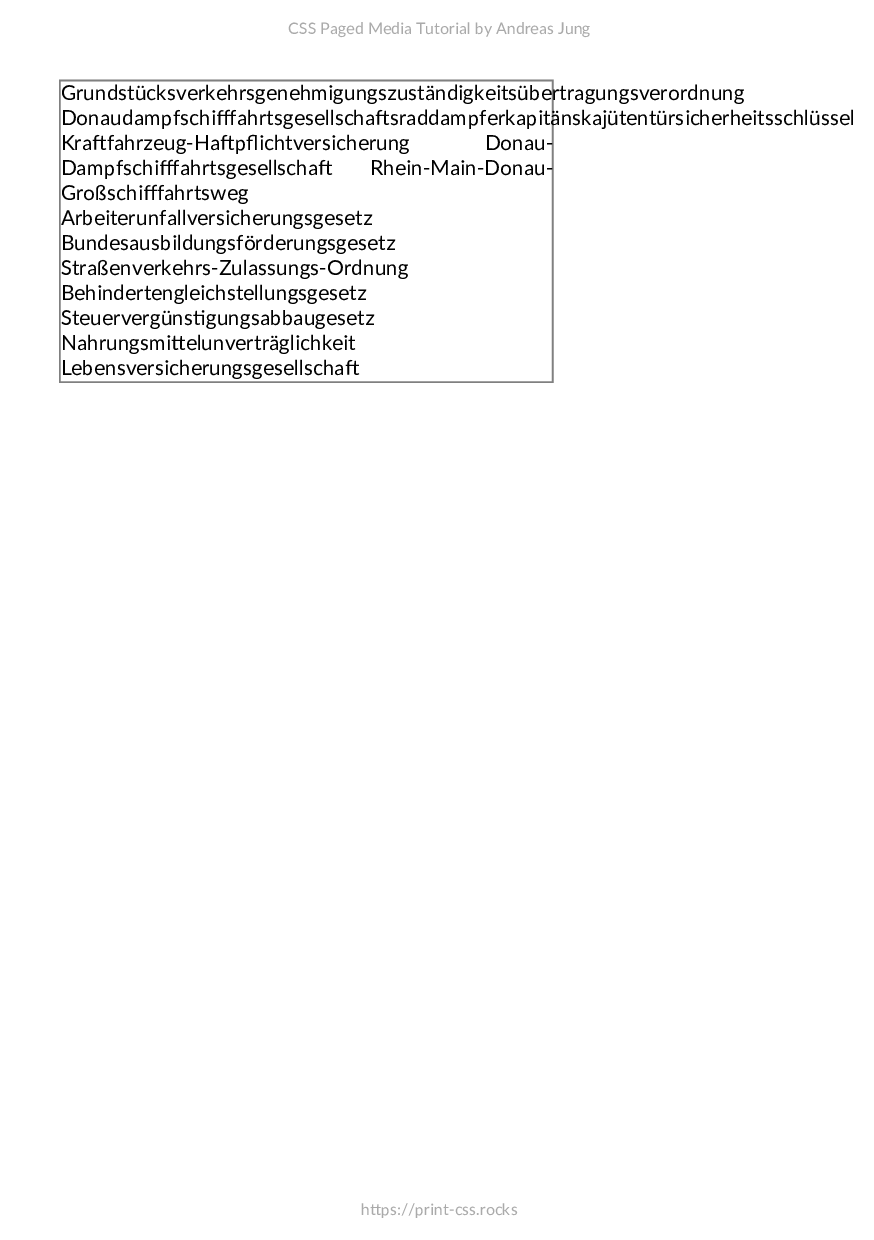 CSS Paged Media Tutorial by Andreas Jung
Grundstücksverkehrsgenehmigungszuständigkeitsübertragungsverordnung
Donaudampfschifffahrtsgesellschaftsraddampferkapitänskajütentürsicherheitsschlüssel
Kraftfahrzeug-Haftpflichtversicherung Donau-
Dampfschifffahrtsgesellschaft Rhein-Main-Donau-
Großschifffahrtsweg
Arbeiterunfallversicherungsgesetz
Bundesausbildungsförderungsgesetz
Straßenverkehrs-Zulassungs-Ordnung
Behindertengleichstellungsgesetz
Steuervergünstigungsabbaugesetz
Nahrungsmittelunverträglichkeit
Lebensversicherungsgesellschaft
https://print-css.rocks